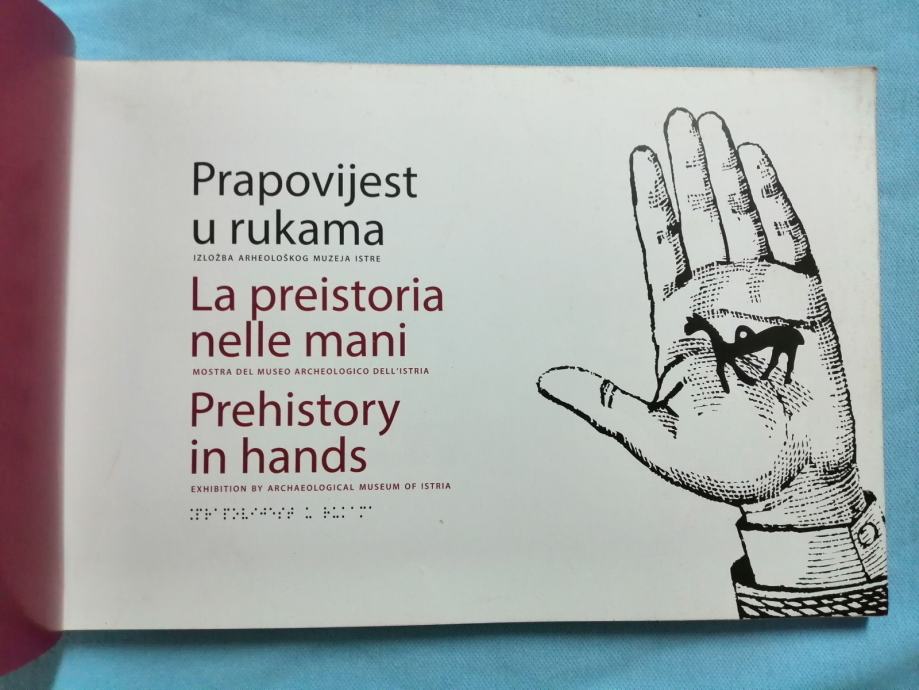 Prapovijest
u rukama
IZLOŽBA ARHEOLOŠKOG MUZEJA ISTRE
La preistoria
nelle mani
MOSTRA DEL MUSEO ARCHEOLOGICO DELL'ISTRIA
Prehistory
in hands
EXHIBITION BY ARCHAEOLOGICAL MUSEUM OF ISTRIA